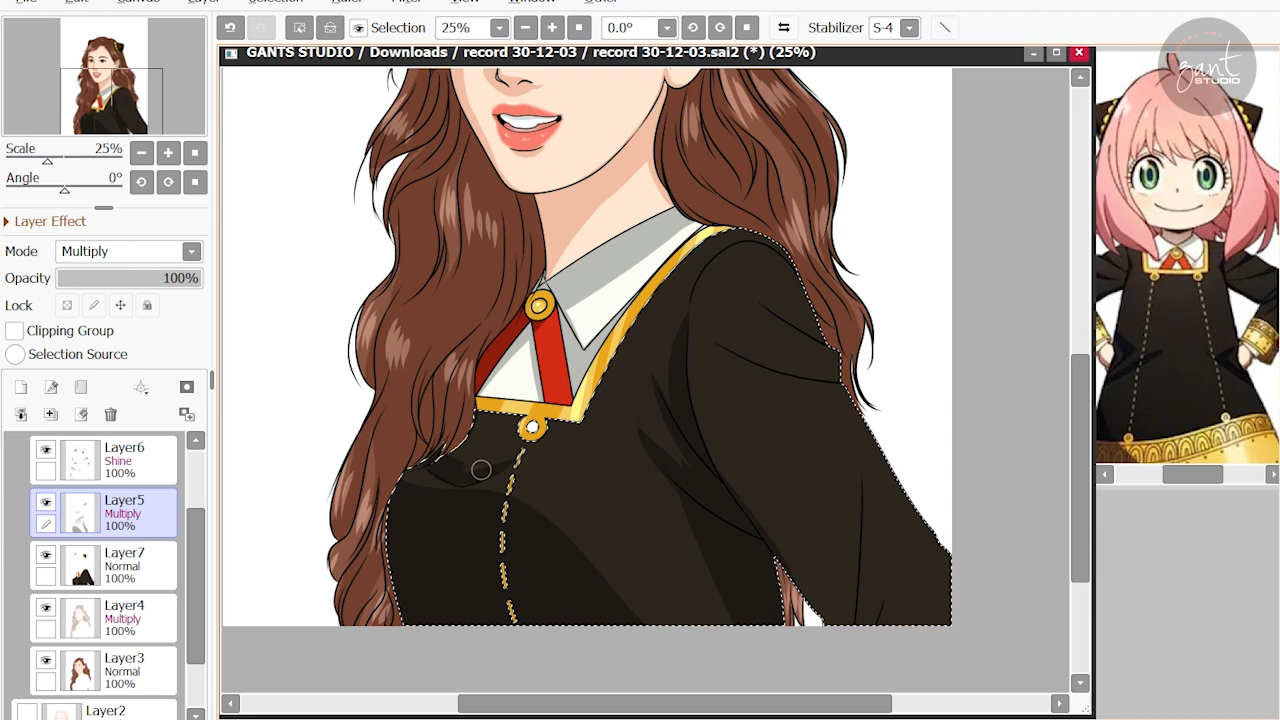 Selection
25%
0.0°
Stabilizer
S-4
GANTS STUDIO / Downloads / record 30-12-03 / record 30-12-03.sai2 (*) (25%)
gant
STUDIO
Scale
25%
Angle
0°
Layer Effect
Mode
Multiply
Opacity
100%
Lock
Clipping Group
Selection Source
Layer6
Shine
100%
Layer5
Multiply
100%
Layer7
Normal
100%
Layer4
Multiply
100%
Layer3
Normal
100%
Layer2